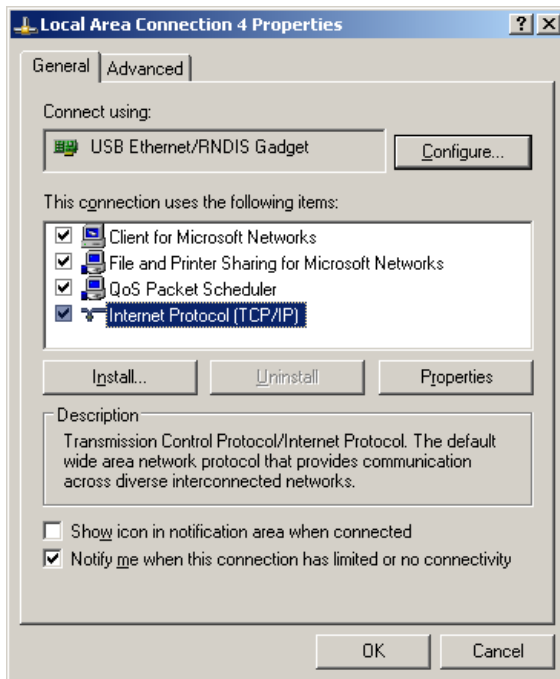 Local Area Connection 4 Properties
General
Advanced
Connect using:
USB Ethernet/RNDIS Gadget
Configure...
This connection uses the following items:
Client for Microsoft Networks
File and Printer Sharing for Microsoft Networks
QoS Packet Scheduler
Internet Protocol (TCP/IP)
Install...
Uninstall
Properties
Description
Transmission Control Protocol/Internet Protocol. The default
wide area network protocol that provides communication
across diverse interconnected networks.
Show icon in notification area when connected
Notify me when this connection has limited or no connectivity
OK
Cancel